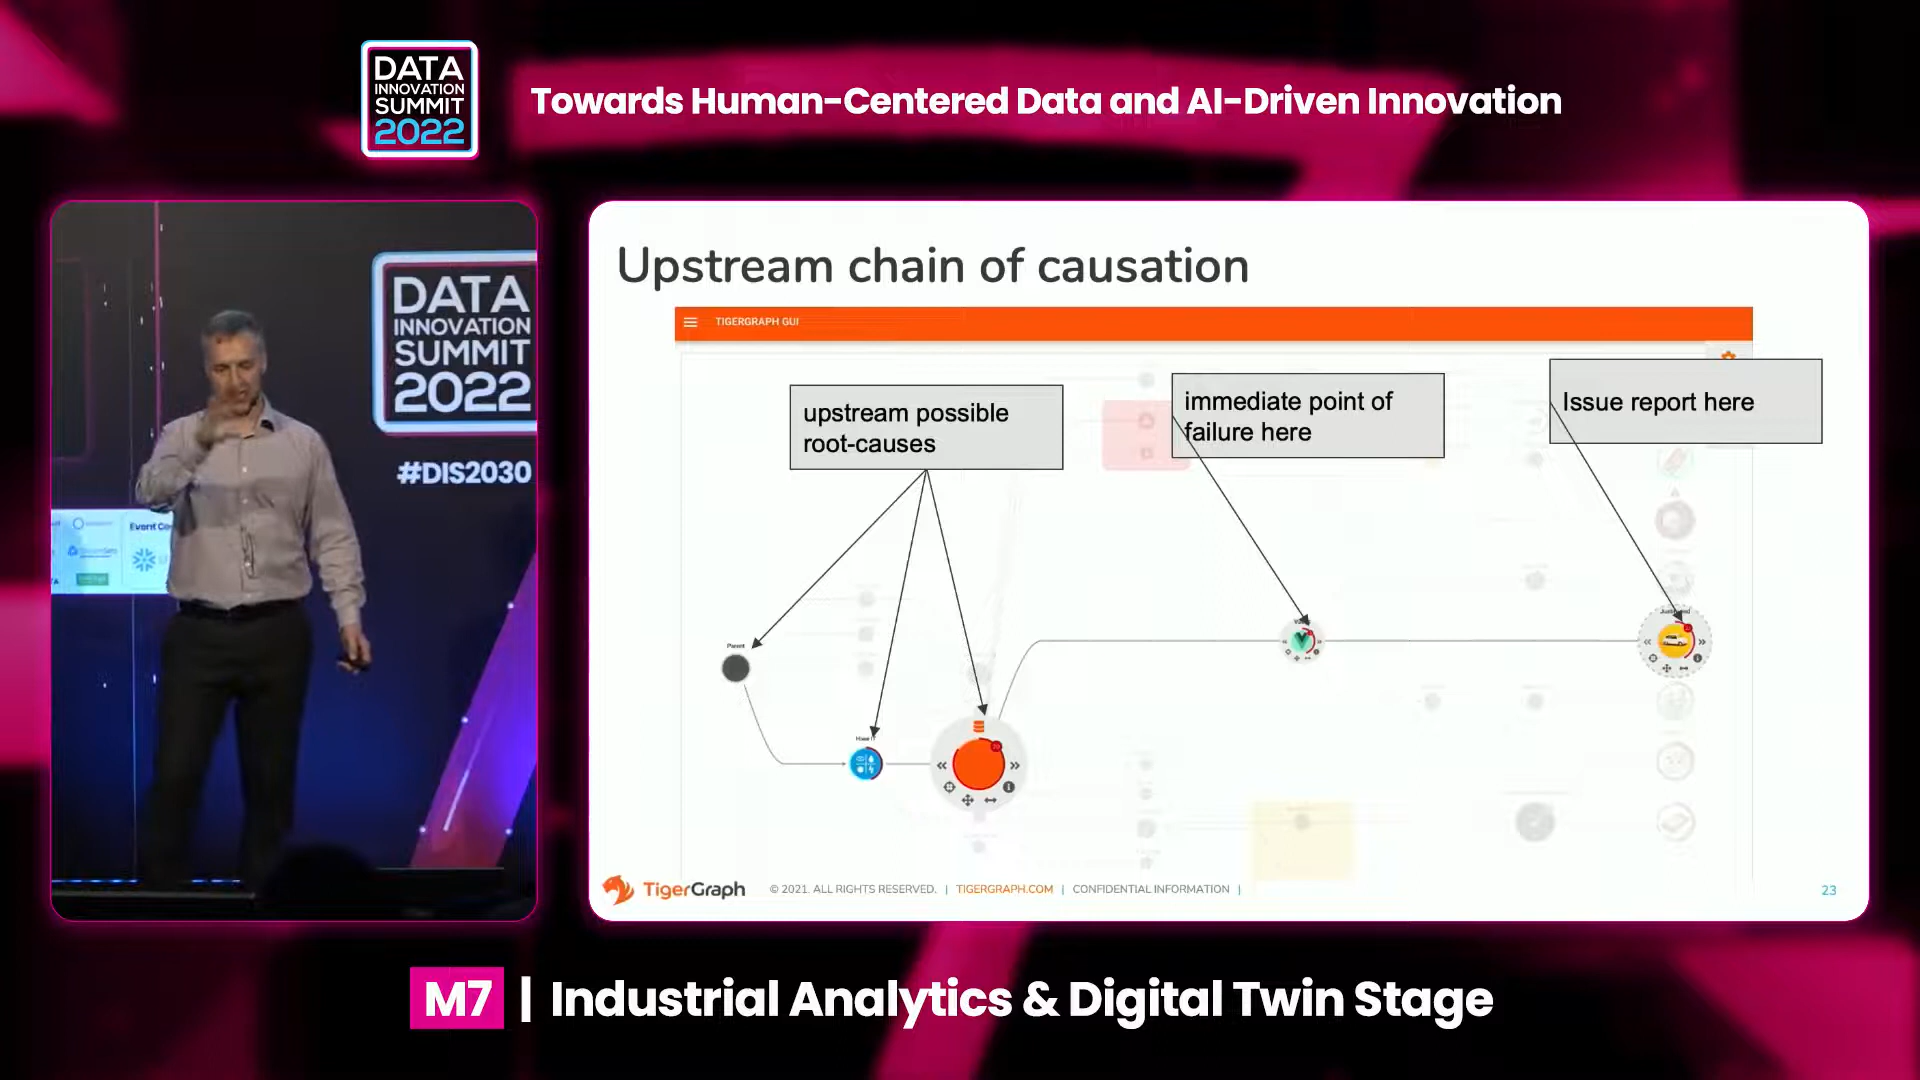 DATA
INNOVATION
SUMMIT
2022
Towards Human-Centered Data and AI-Driven Innovation
DATA
INNOVATION
SUMMIT
2022
#DIS2030
Upstream chain of causation
TIGERGRAPH GUI
upstream possible
root-causes
immediate point of
failure here
Issue report here
Parent
TigerGraph
© 2021. ALL RIGHTS RESERVED. | TIGERGRAPH.COM | CONFIDENTIAL INFORMATION |
23
M7 | Industrial Analytics & Digital Twin Stage